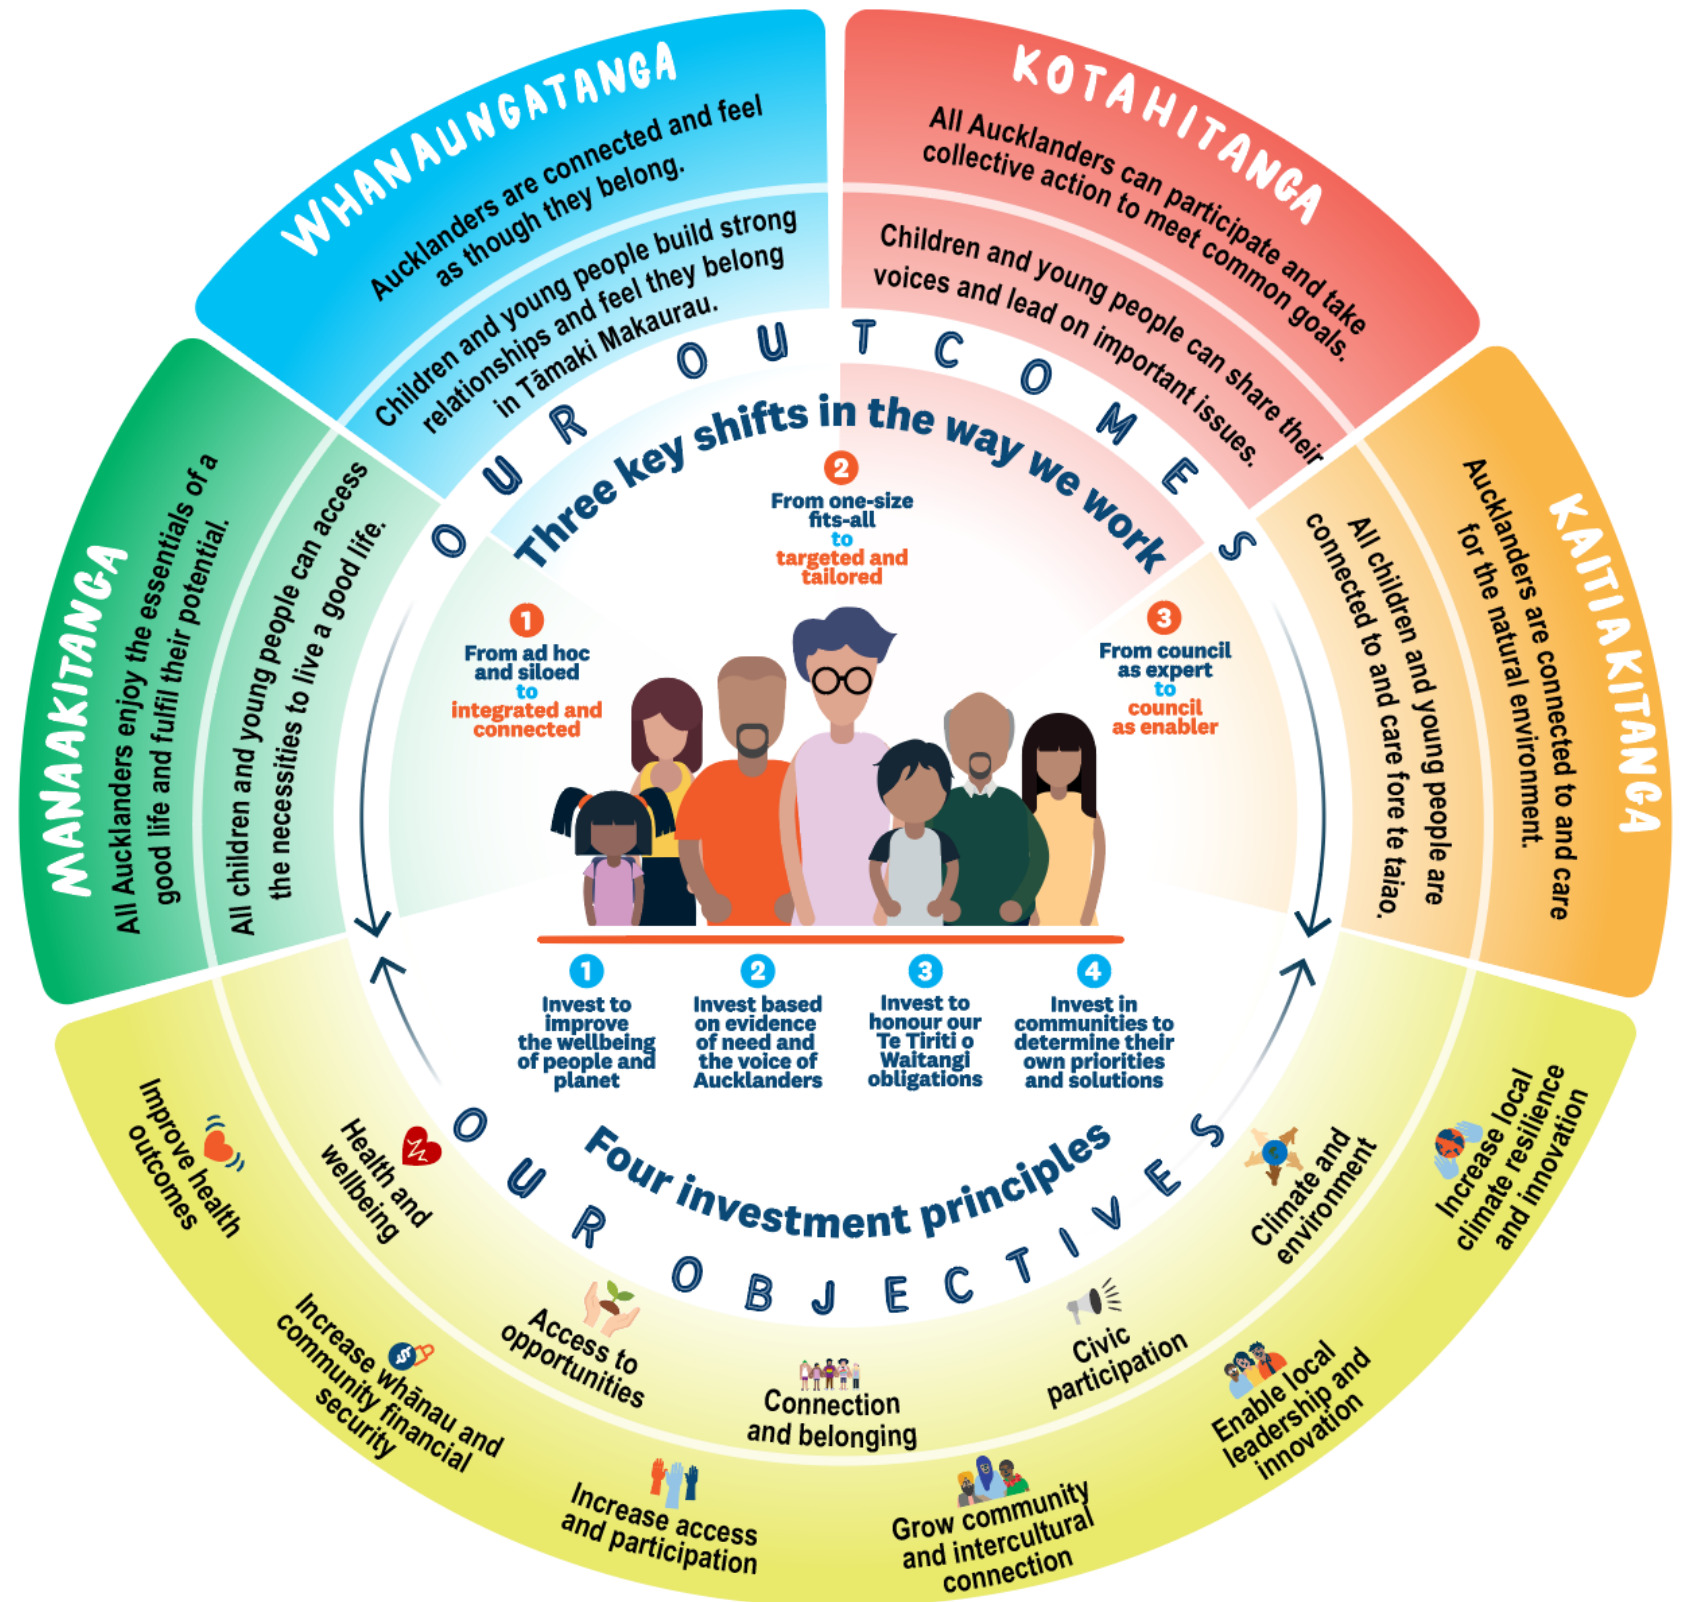 MANAAKITANGA
All Aucklanders enjoy the essentials of a
good life and fulfil their potential.
All children and young people can access
the necessities to live a good life.
WHANAUNGATANGA
Aucklanders are connected and feel
as though they belong.
Children and young people build strong
relationships and feel they belong
in Tāmaki Makaurau.
KOTAHITANGA
All Aucklanders can participate and take
collective action to meet common goals.
Children and young people can share their
voices and lead on important issues.
KAITIAKITANGA
Aucklanders are connected to and care
for the natural environment.
All children and young people are
connected to and care fore te taiao.
OUR OUTCOMES
Three key shifts in the way we work
1
From ad hoc
and siloed
to
integrated and
connected
2
From one-size
fits-all
to
targeted and
tailored
3
From council
as expert
to
council
as enabler
1
Invest to
improve
the wellbeing
of people and
planet
2
Invest based
on evidence
of need and
the voice of
Aucklanders
3
Invest to
honour our
Te Tiriti o
Waitangi
obligations
4
Invest in
communities to
determine their
own priorities
and solutions
Four investment principles
OUR OBJECTIVES
Health and
wellbeing
Access to
opportunities
Connection
and belonging
Civic
participation
Climate and
environment
Improve health
outcomes
Increase whānau and
community financial
security
Increase access
and participation
Grow community
and intercultural
connection
Enable local
leadership and
innovation
Increase local
climate resilience
and innovation